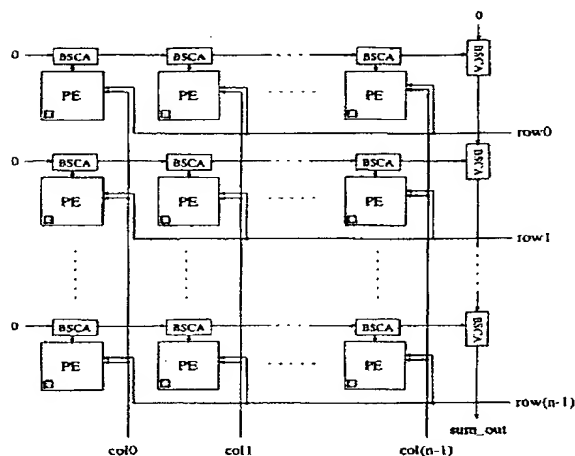 0
0
BSCA
BSCA
BSCA
BSCA
PE
PE
PE
row0
0
BSCA
BSCA
BSCA
BSCA
PE
PE
PE
row1
0
BSCA
BSCA
BSCA
BSCA
PE
PE
PE
row(n-1)
sum_out
col0
col1
col(n-1)